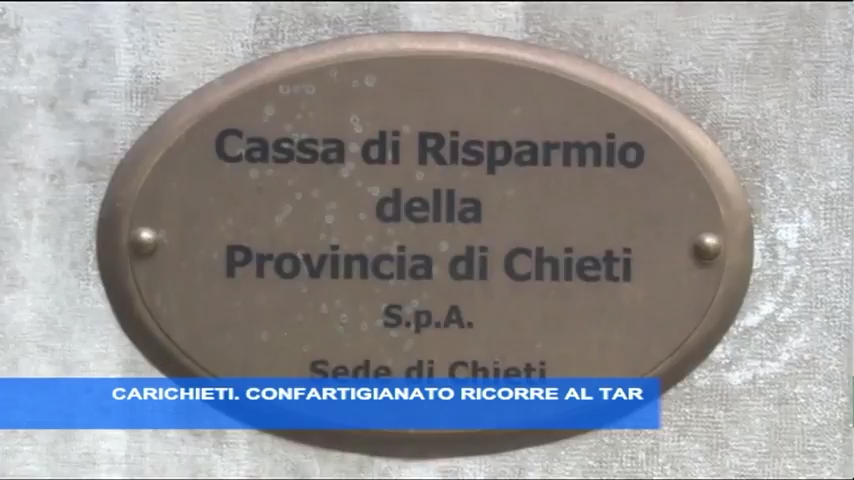 Cassa di Risparmio
della
Provincia di Chieti
S.p.A.
Sede di Chieti
CARICHIETI. CONFARTIGIANATO RICORRE AL TAR